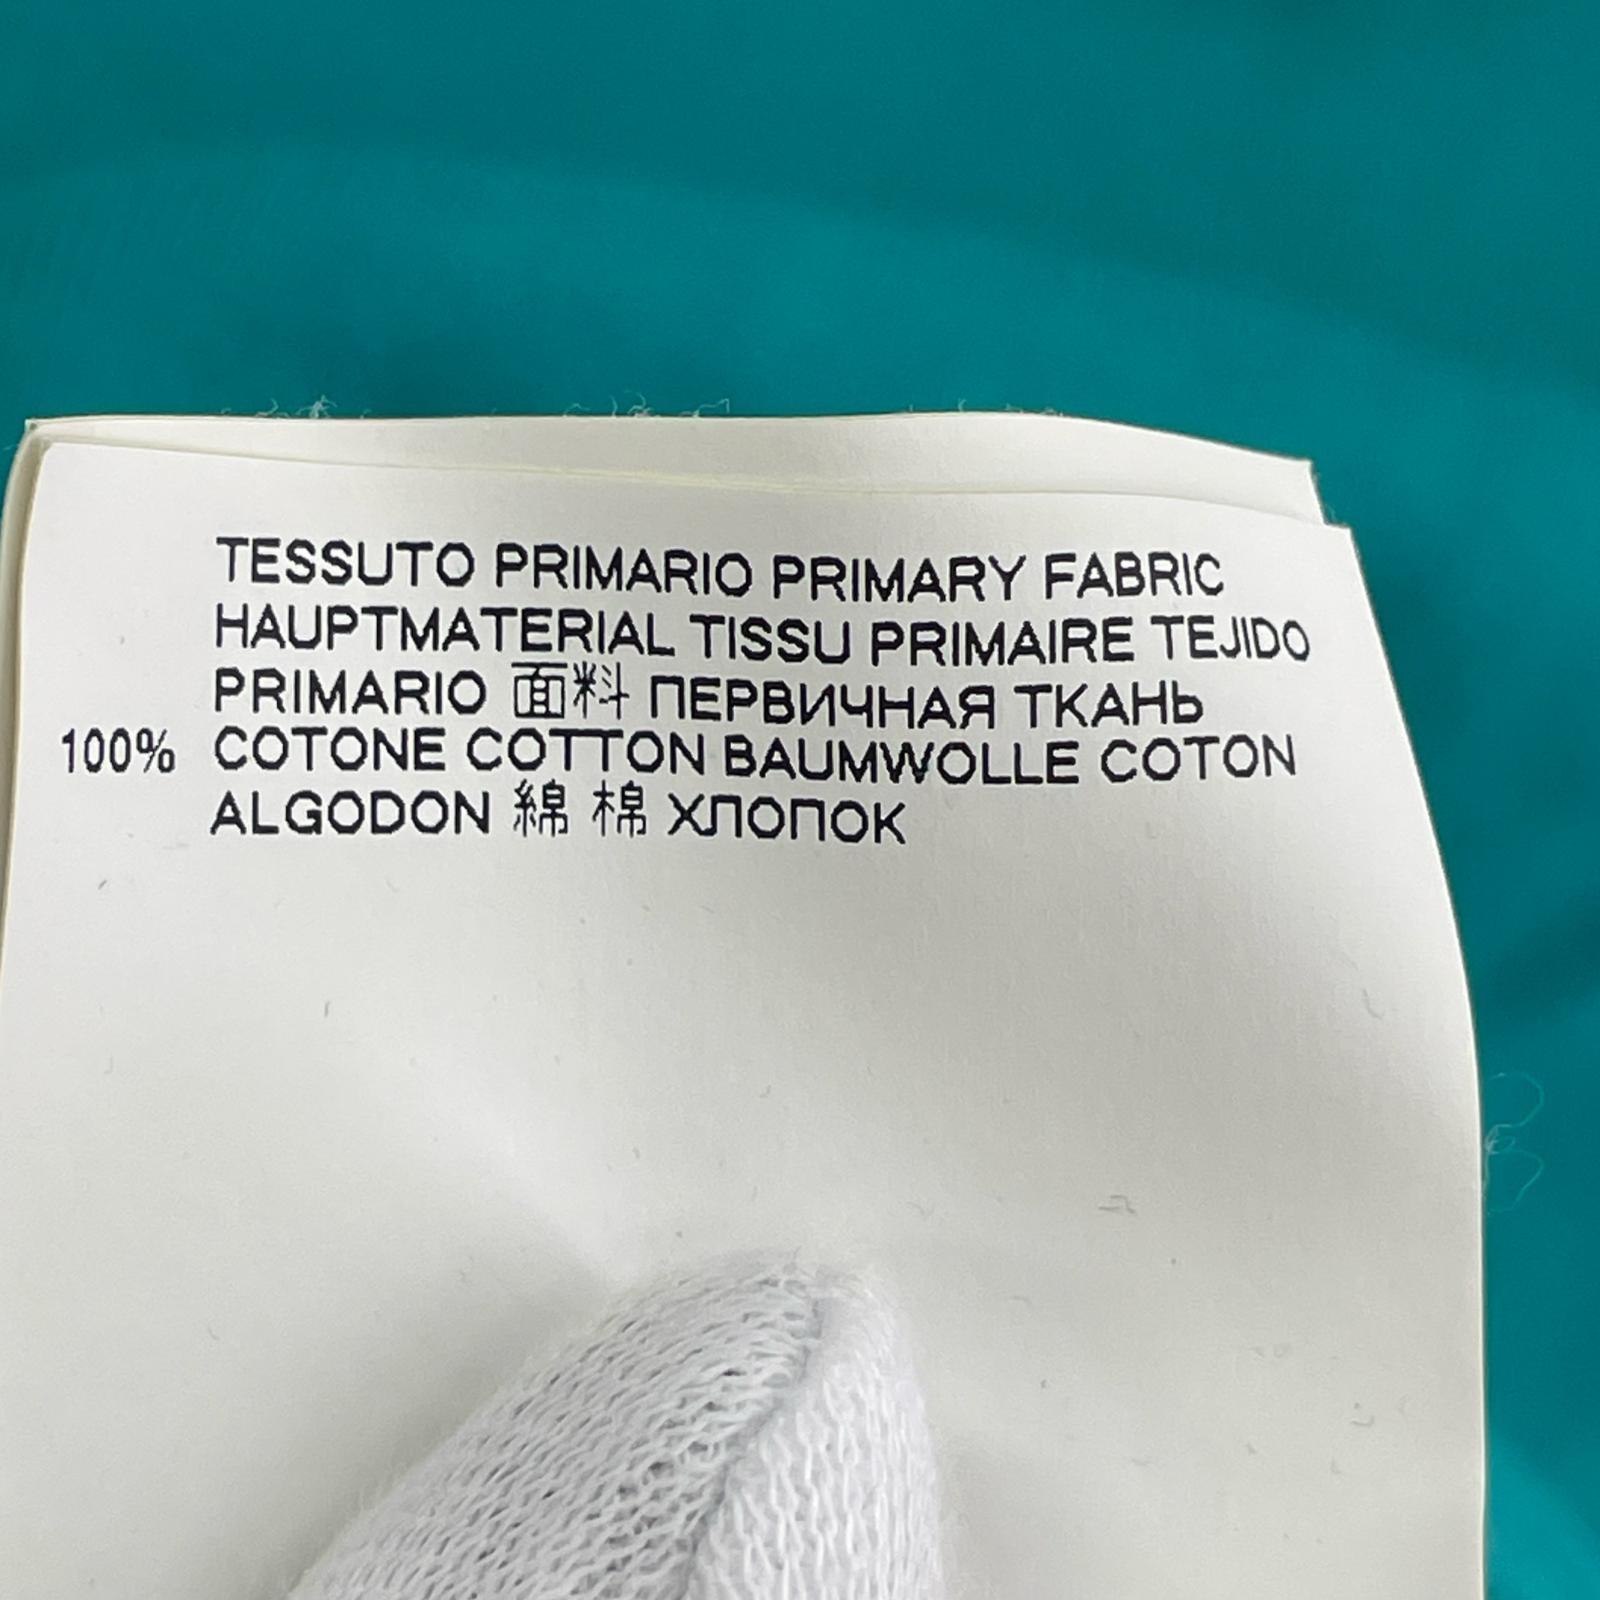 TESSUTO PRIMARIO PRIMARY FABRIC
HAUPTMATERIAL TISSU PRIMAIRE TEJIDO
PRIMARIO 面料 ПЕРВИЧНАЯ ТКАНЬ
100% COTONE COTTON BAUMWOLLE COTON
ALGODON 綿 棉 ХЛОПОК